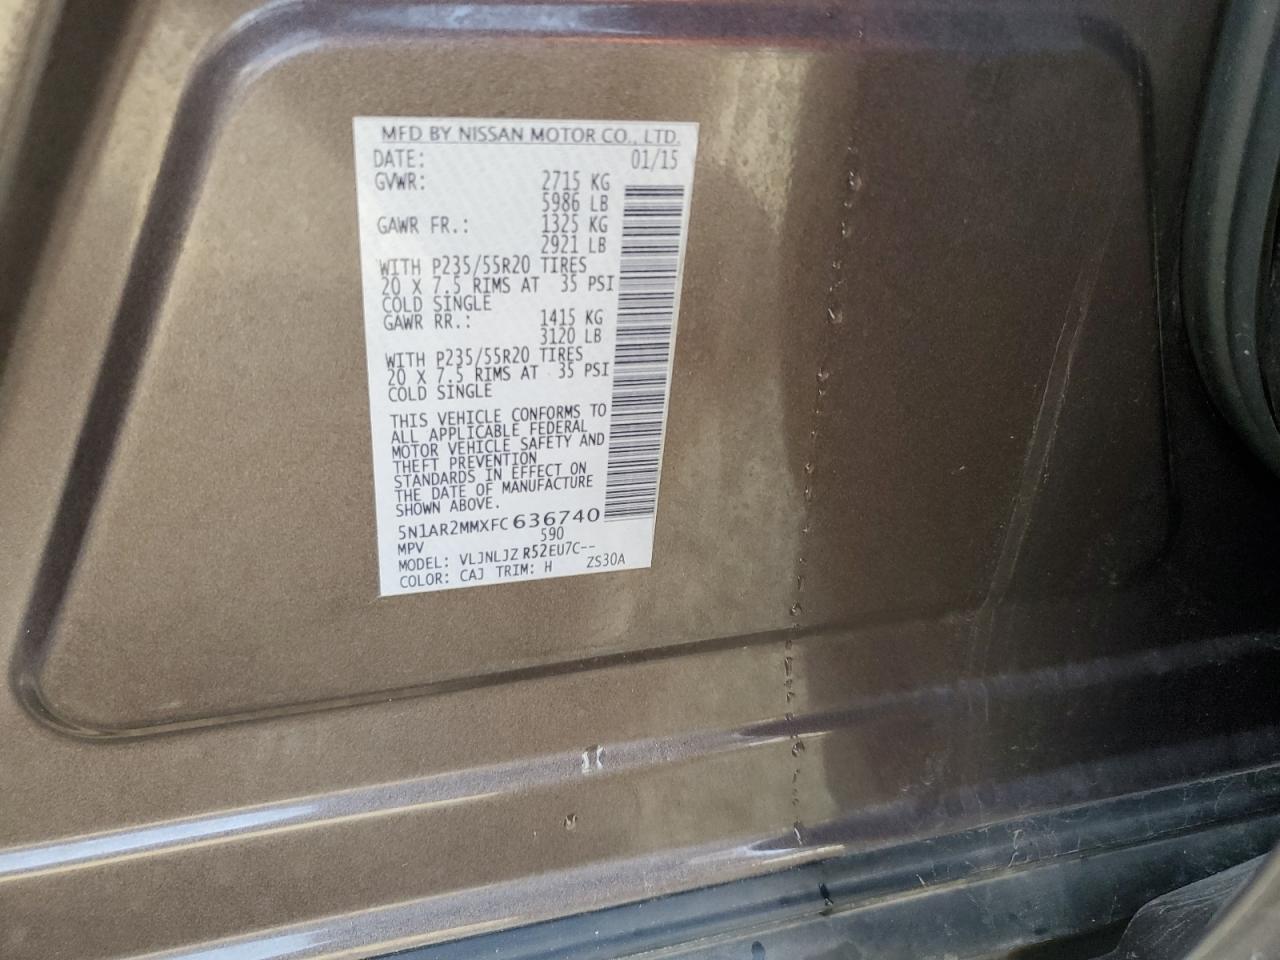 MFD BY NISSAN MOTOR CO., LTD.
DATE: 01/15
GVWR: 2715 KG
5986 LB
GAWR FR.: 1325 KG
2921 LB
WITH P235/55R20 TIRES
20 X 7.5 RIMS AT 35 PSI
COLD SINGLE
GAWR RR.: 1415 KG
3120 LB
WITH P235/55R20 TIRES
20 X 7.5 RIMS AT 35 PSI
COLD SINGLE
THIS VEHICLE CONFORMS TO
ALL APPLICABLE FEDERAL
MOTOR VEHICLE SAFETY AND
THEFT PREVENTION
STANDARDS IN EFFECT ON
THE DATE OF MANUFACTURE
SHOWN ABOVE.
5N1AR2MMXFC636740
MPV 590
MODEL: VLJNLJZ R52EU7C--
COLOR: CAJ TRIM: H ZS30A